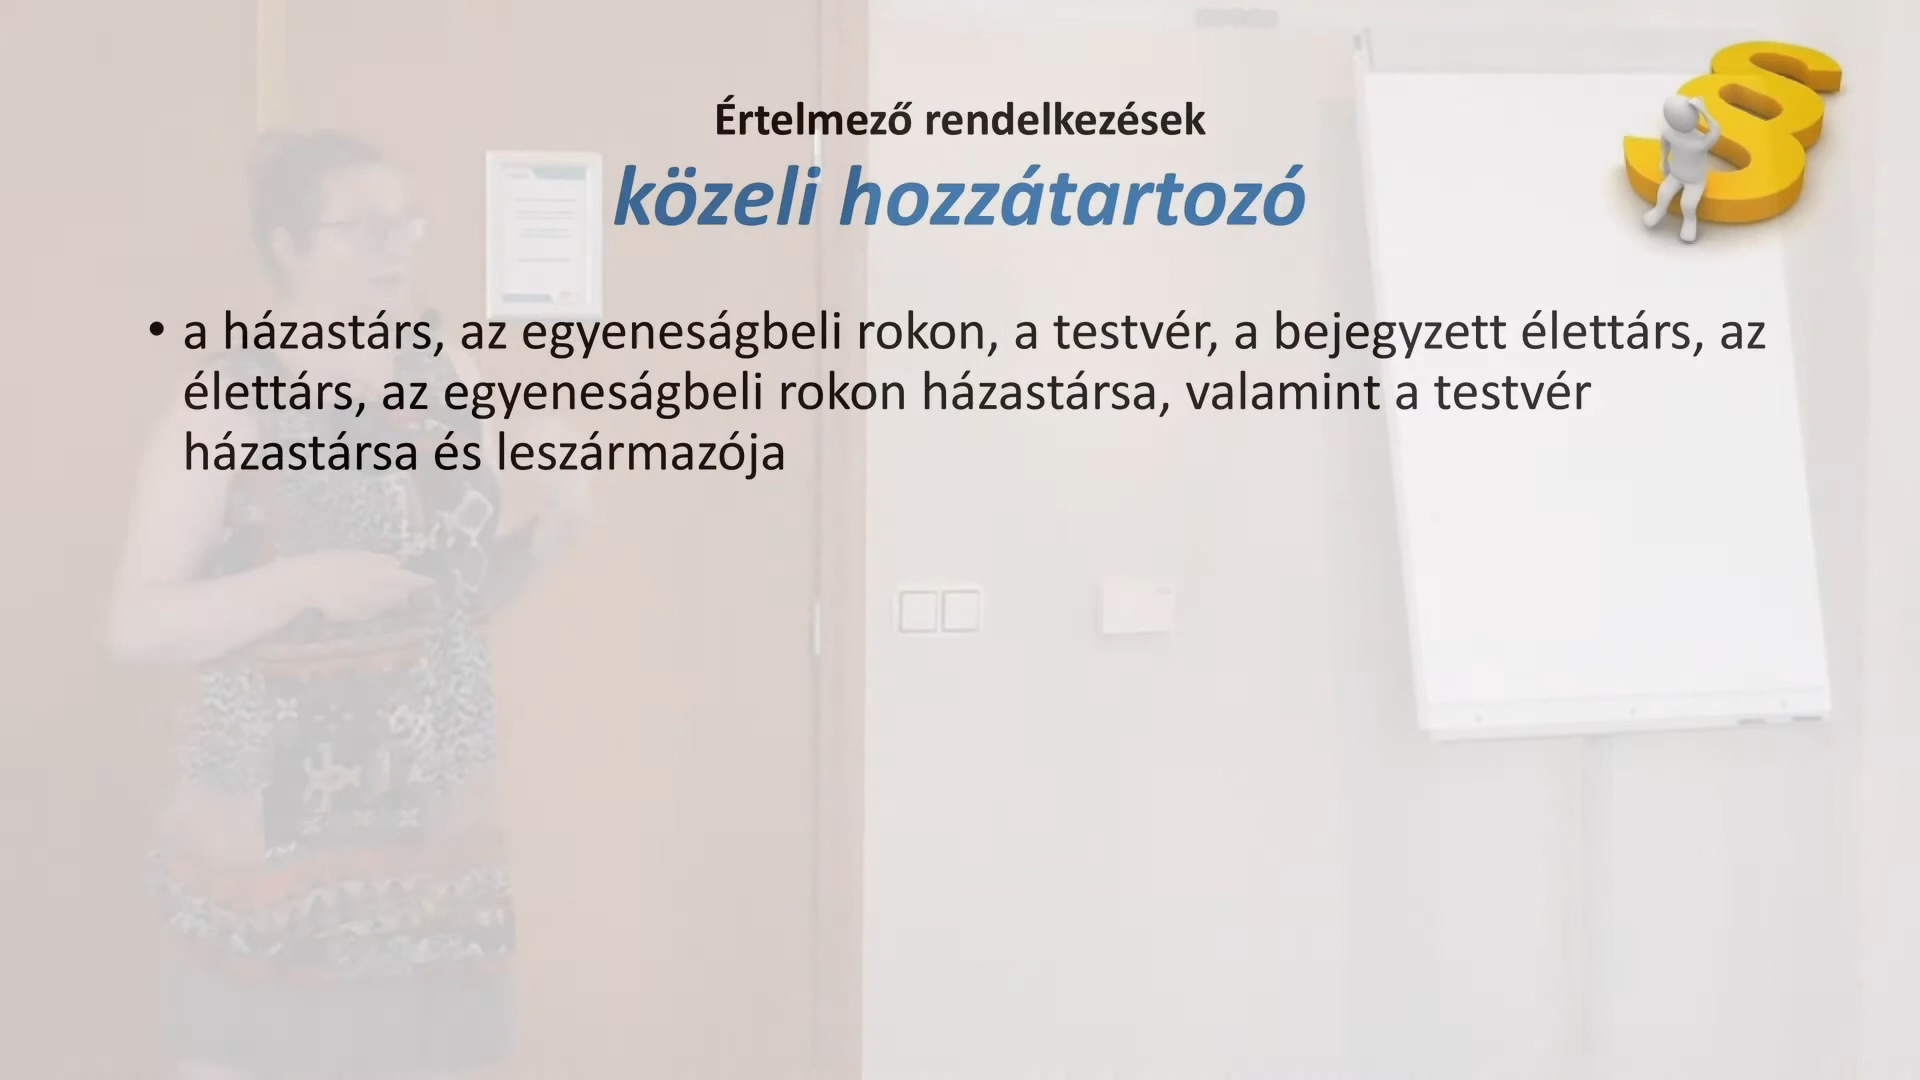 Értelmező rendelkezések
közeli hozzátartozó
• a házastárs, az egyeneságbeli rokon, a testvér, a bejegyzett élettárs, az
élettárs, az egyeneságbeli rokon házastársa, valamint a testvér
házastársa és leszármazója